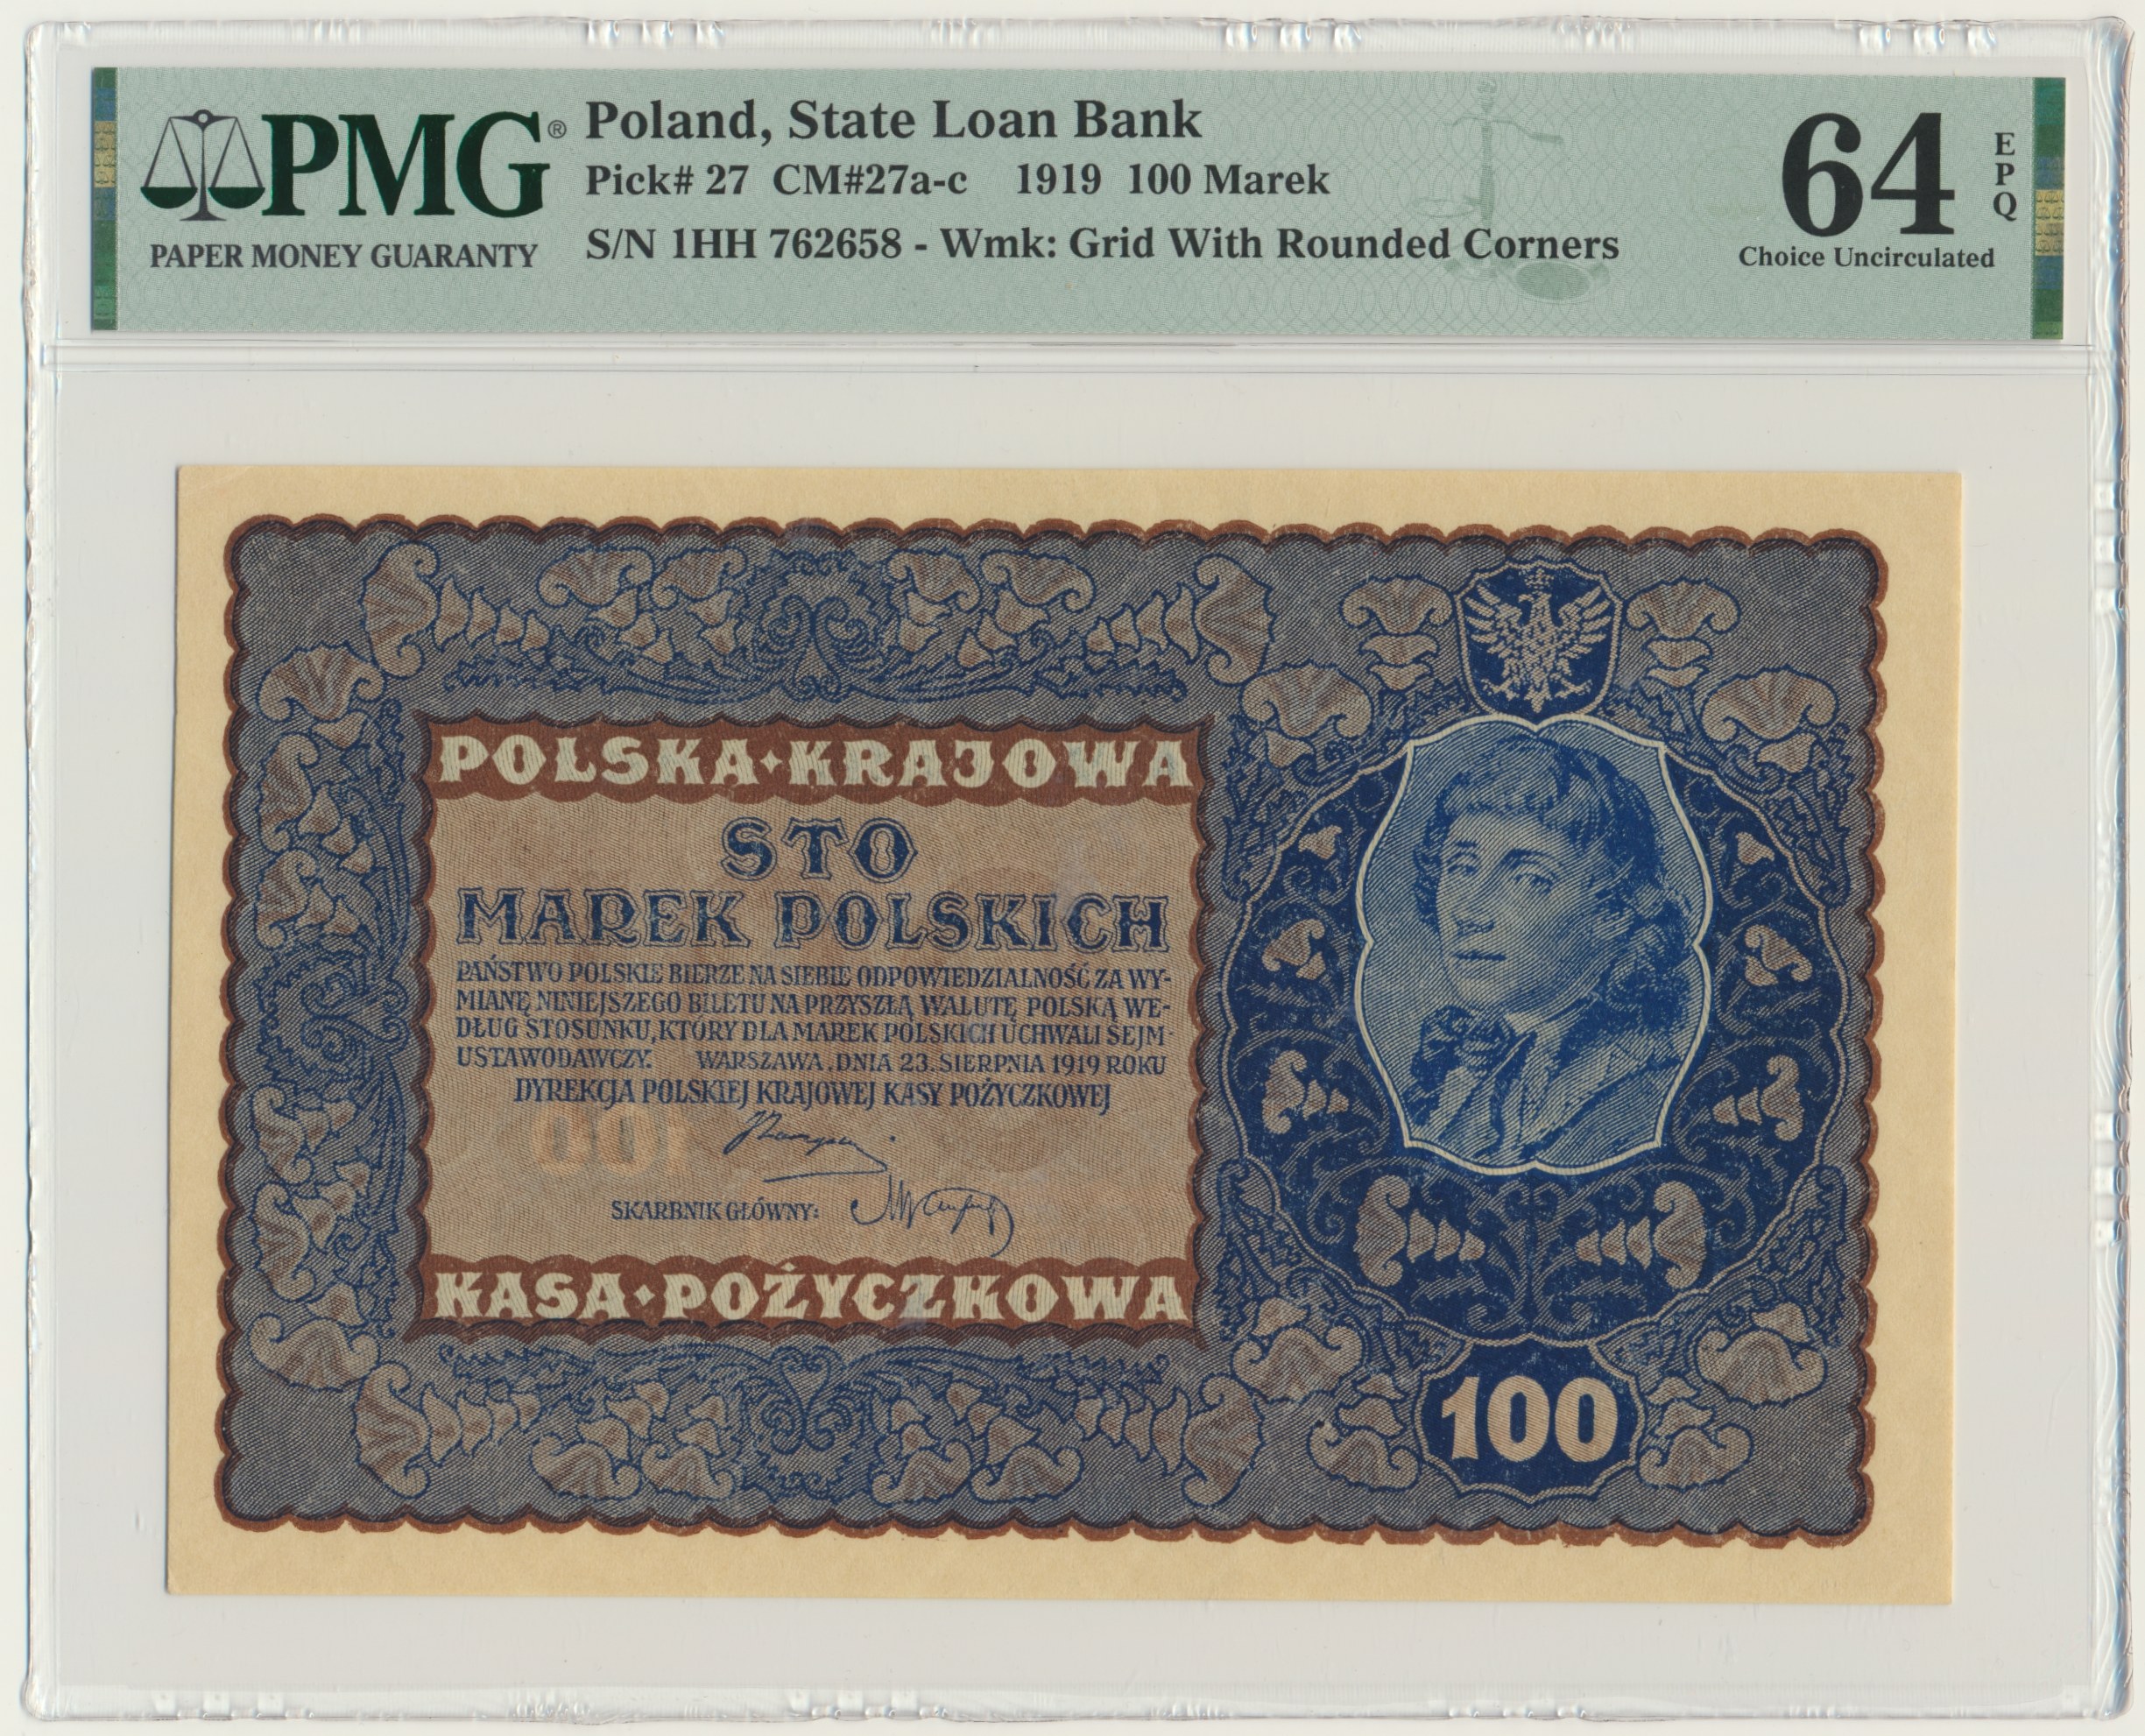 PMG®
PAPER MONEY GUARANTY
Poland, State Loan Bank
Pick# 27 CM#27a-c 1919 100 Marek
S/N 1HH 762658 - Wmk: Grid With Rounded Corners
64
EPQ
Choice Uncirculated
POLSKA•KRAJOWA
STO
MAREK POLSKICH
PAŃSTWO POLSKIE BIERZE NA SIEBIE ODPOWIEDZIALNOŚĆ ZA WY-
MIANĘ NINIEJSZEGO BILETU NA PRZYSZŁĄ WALUTĘ POLSKĄ WE-
DŁUG STOSUNKU, KTÓRY DLA MAREK POLSKICH UCHWALI SEJM
USTAWODAWCZY. WARSZAWA, DNIA 23. SIERPNIA 1919 ROKU
DYREKCJA POLSKIEJ KRAJOWEJ KASY POŻYCZKOWEJ
SKARBNIK GŁÓWNY:
KASA•POŻYCZKOWA
100